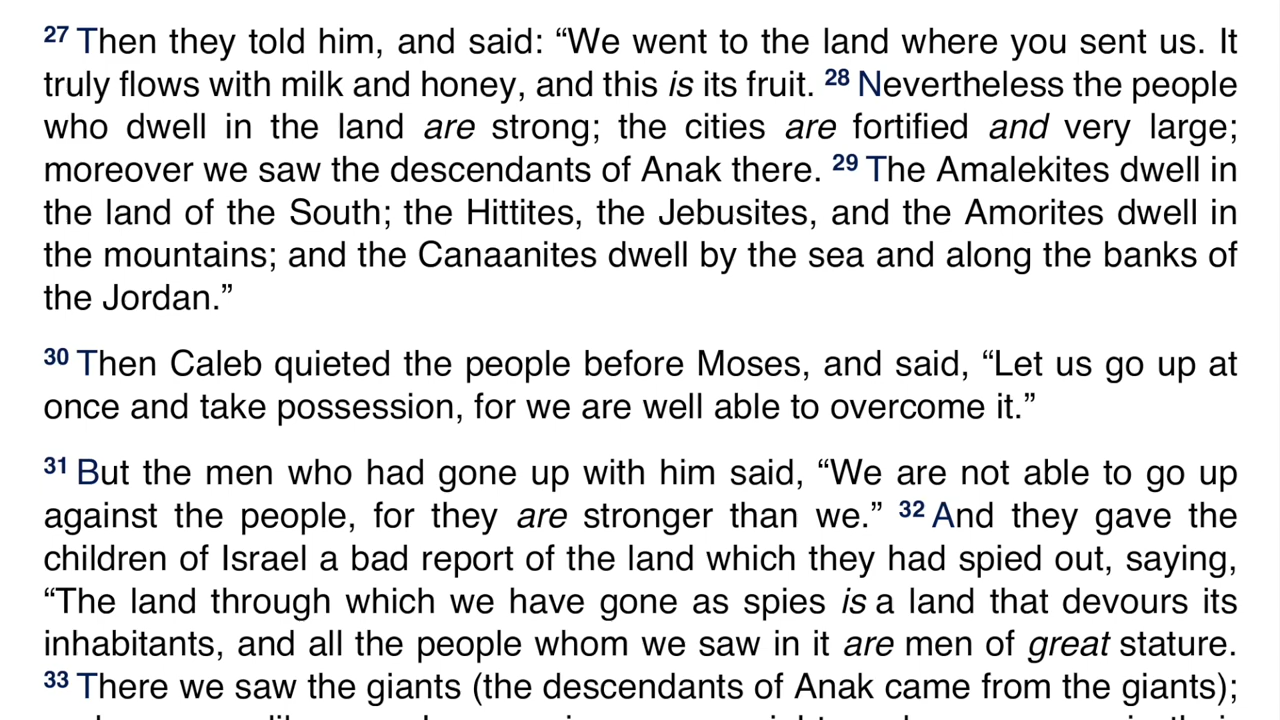 27 Then they told him, and said: “We went to the land where you sent us. It
truly flows with milk and honey, and this is its fruit. 28 Nevertheless the people
who dwell in the land are strong; the cities are fortified and very large;
moreover we saw the descendants of Anak there. 29 The Amalekites dwell in
the land of the South; the Hittites, the Jebusites, and the Amorites dwell in
the mountains; and the Canaanites dwell by the sea and along the banks of
the Jordan.”
30 Then Caleb quieted the people before Moses, and said, “Let us go up at
once and take possession, for we are well able to overcome it.”
31 But the men who had gone up with him said, “We are not able to go up
against the people, for they are stronger than we.” 32 And they gave the
children of Israel a bad report of the land which they had spied out, saying,
“The land through which we have gone as spies is a land that devours its
inhabitants, and all the people whom we saw in it are men of great stature.
33 There we saw the giants (the descendants of Anak came from the giants);